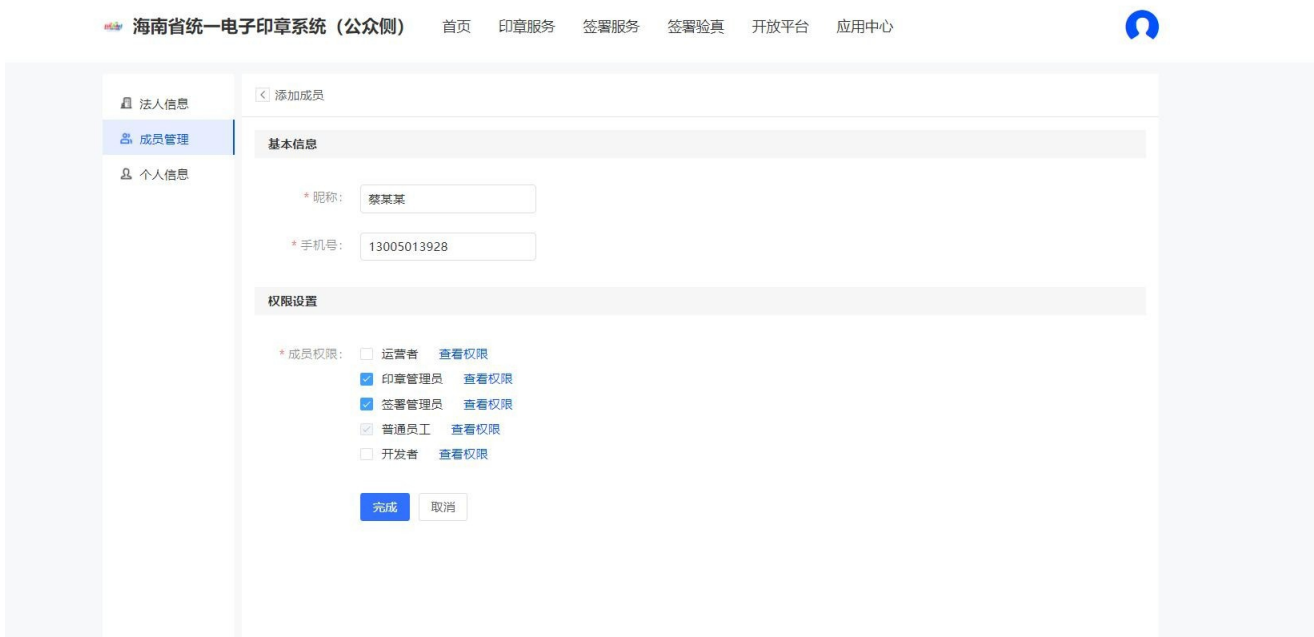 海南省统一电子印章系统（公众侧） 首页 印章服务 签署服务 签署验真 开放平台 应用中心
法人信息
成员管理
个人信息
添加成员
基本信息
* 昵称： 蔡某某
* 手机号： 13005013928
权限设置
* 成员权限： 运营者 查看权限
印章管理员 查看权限
签署管理员 查看权限
普通员工 查看权限
开发者 查看权限
完成 取消